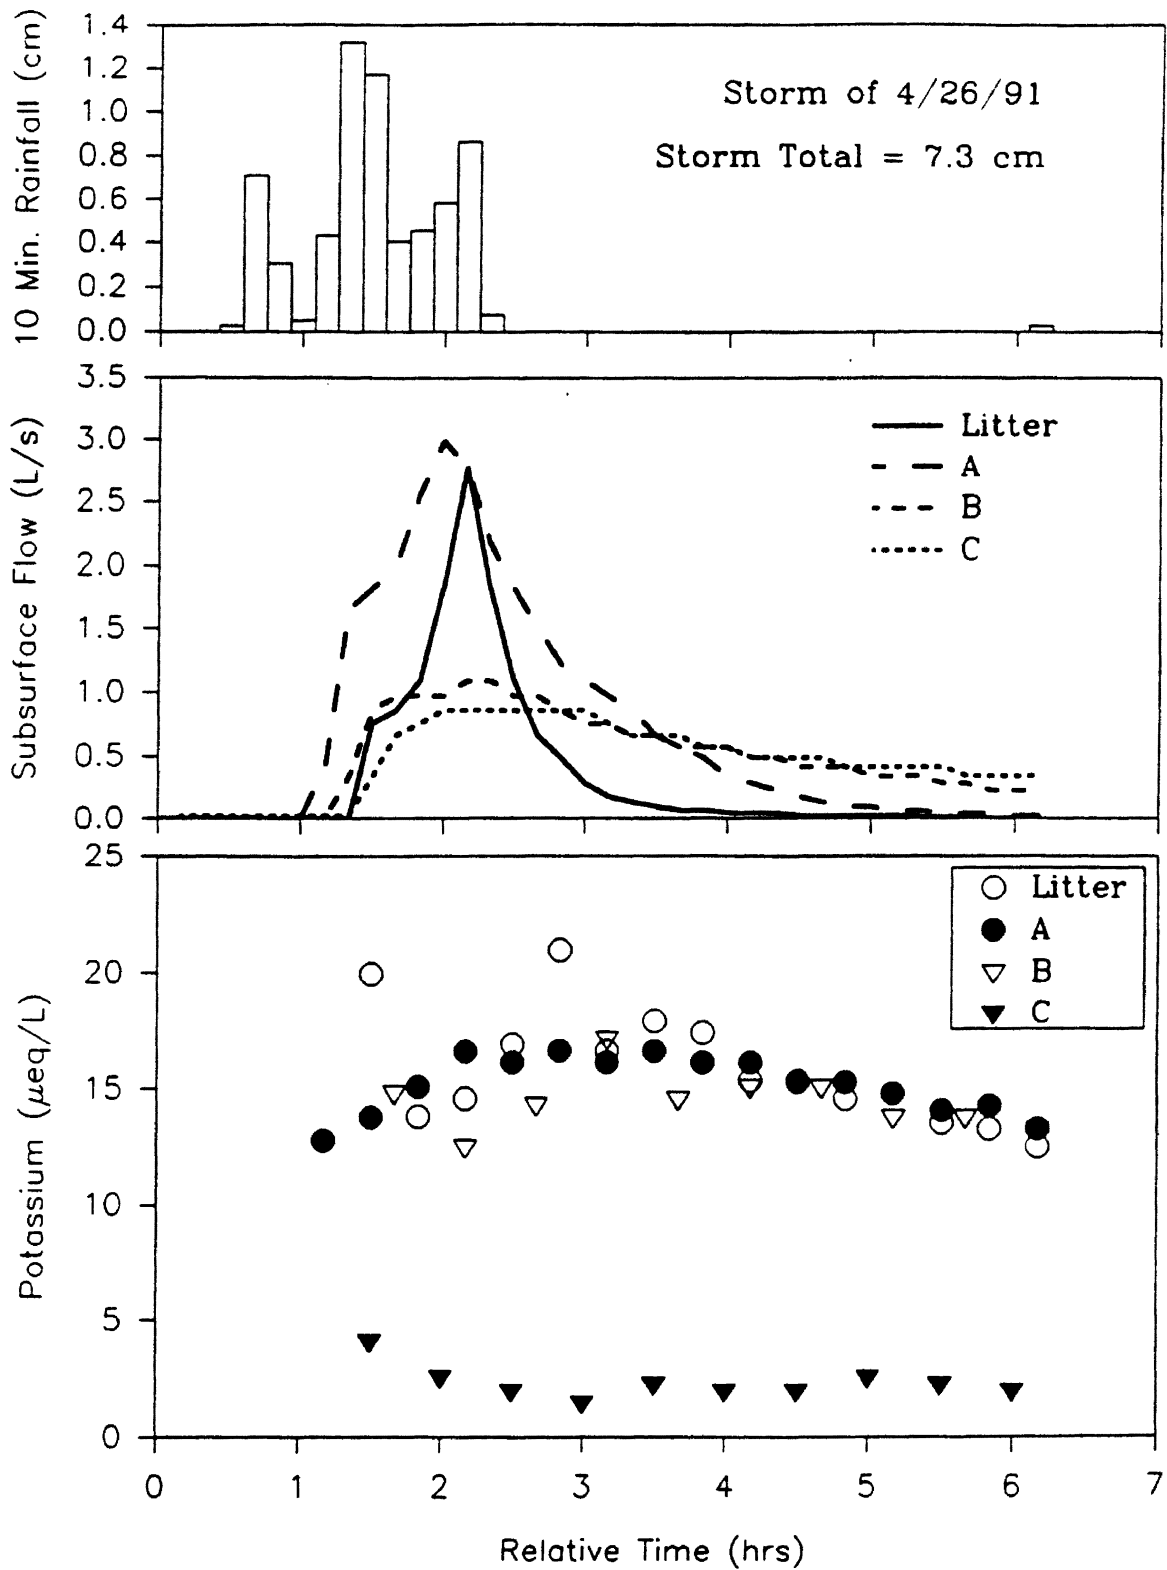 10 Min. Rainfall (cm)
1.4
1.2
1.0
0.8
0.6
0.4
0.2
0.0
Storm of 4/26/91
Storm Total = 7.3 cm
Subsurface Flow (L/s)
3.5
3.0
2.5
2.0
1.5
1.0
0.5
0.0
Litter
A
B
C
Potassium (μeq/L)
25
20
15
10
5
0
Litter
A
B
C
0 1 2 3 4 5 6 7
Relative Time (hrs)